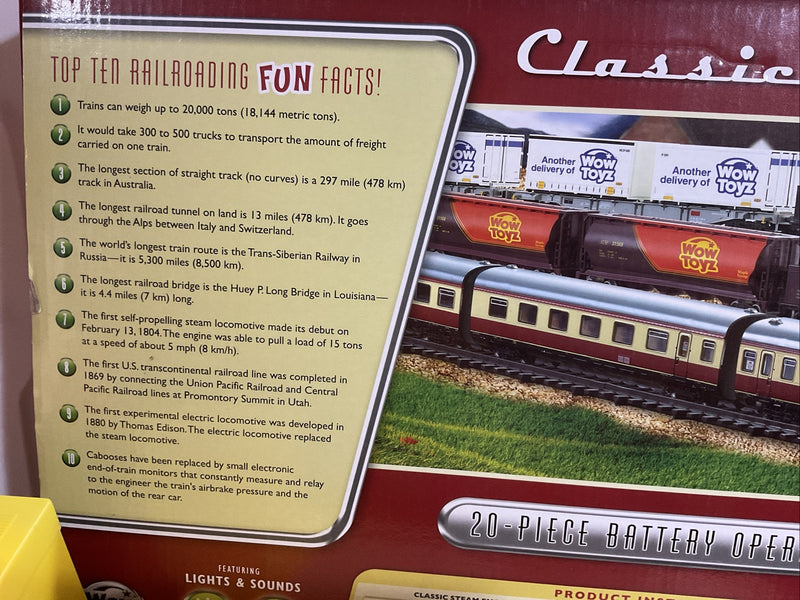 TOP TEN RAILROADING FUN FACTS!
1 Trains can weigh up to 20,000 tons (18,144 metric tons).
2 It would take 300 to 500 trucks to transport the amount of freight
carried on one train.
3 The longest section of straight track (no curves) is a 297 mile (478 km)
track in Australia.
4 The longest railroad tunnel on land is 13 miles (478 km). It goes
through the Alps between Italy and Switzerland.
5 The world's longest train route is the Trans-Siberian Railway in
Russia—it is 5,300 miles (8,500 km).
6 The longest railroad bridge is the Huey P. Long Bridge in Louisiana—
it is 4.4 miles (7 km) long.
7 The first self-propelling steam locomotive made its debut on
February 13, 1804. The engine was able to pull a load of 15 tons
at a speed of about 5 mph (8 km/h).
8 The first U.S. transcontinental railroad line was completed in
1869 by connecting the Union Pacific Railroad and Central
Pacific Railroad lines at Promontory Summit in Utah.
9 The first experimental electric locomotive was developed in
1880 by Thomas Edison. The electric locomotive replaced
the steam locomotive.
10 Cabooses have been replaced by small electronic
end-of-train monitors that constantly measure and relay
to the engineer the train's airbrake pressure and the
motion of the rear car.
FEATURING
LIGHTS & SOUNDS
Classic
WOW
TOYZ
Another
delivery of
WOW
TOYZ
Another
delivery of
WOW
TOYZ
WOW
TOYZ
WOW
TOYZ
20-PIECE BATTERY OPER
CLASSIC STEAM
PRODUCT INST